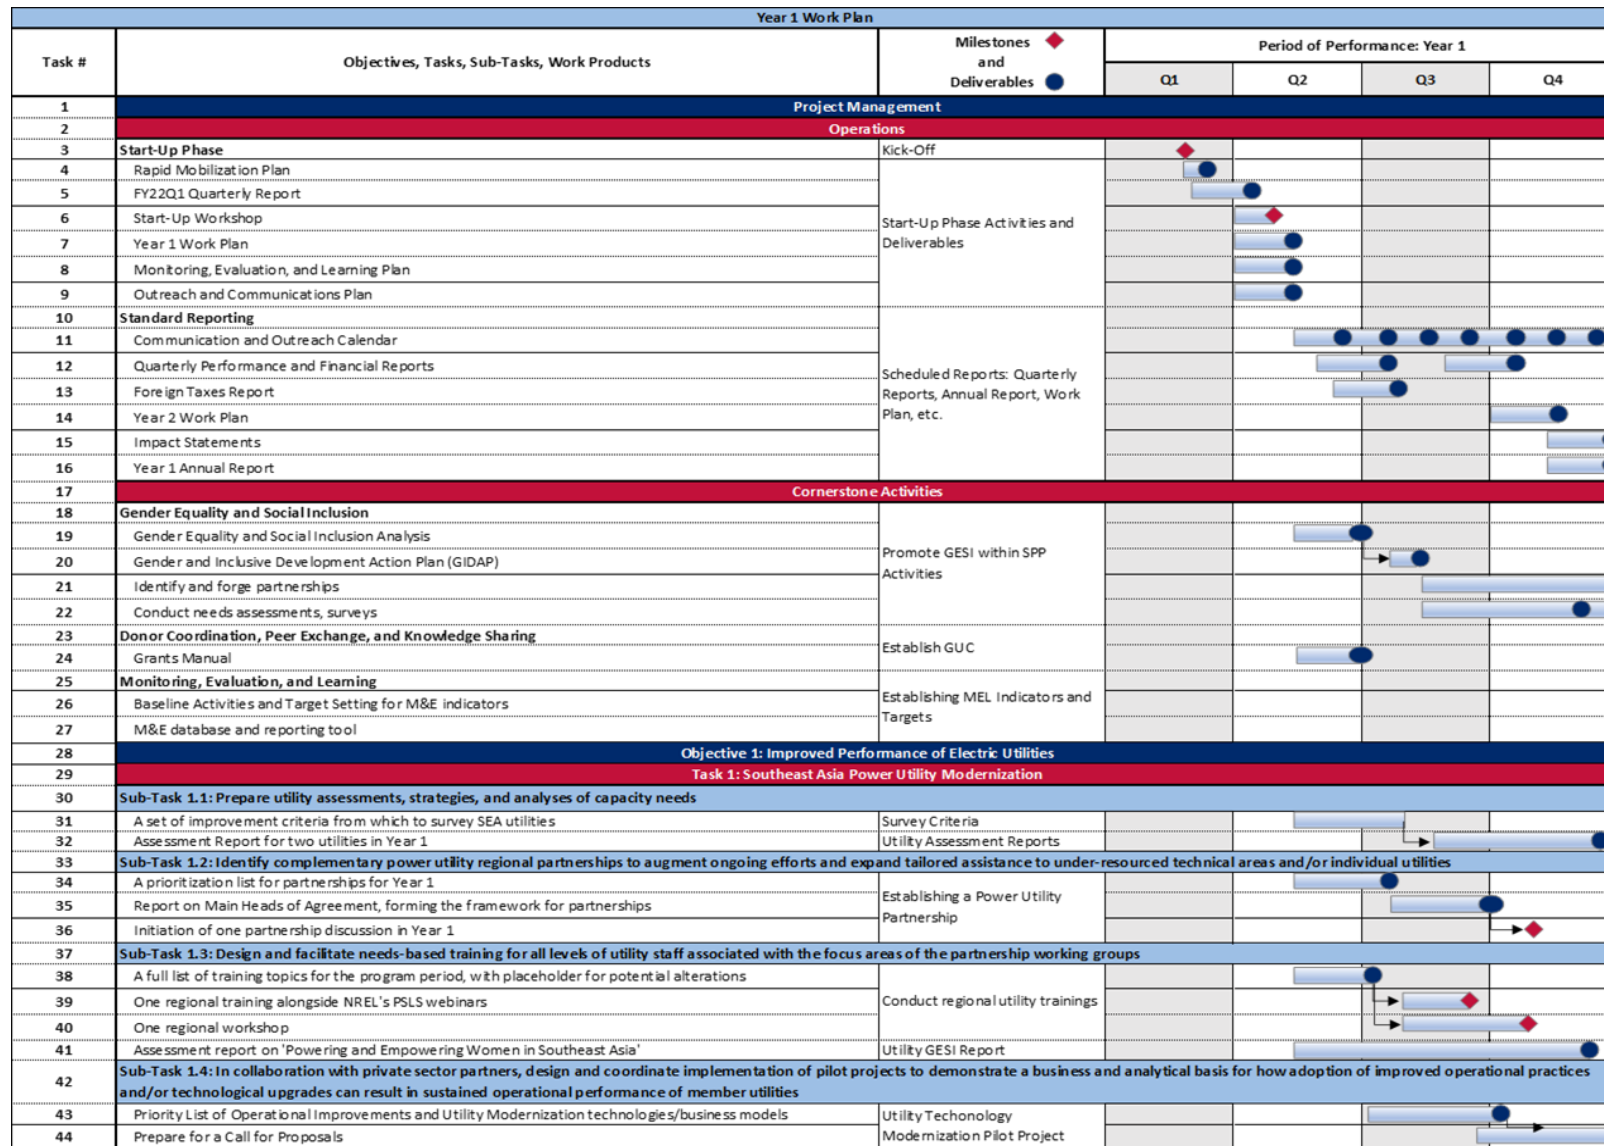 Year 1 Work Plan
Task #
Objectives, Tasks, Sub-Tasks, Work Products
Milestones
and
Deliverables
Period of Performance: Year 1
Q1
Q2
Q3
Q4
1
Project Management
2
Operations
3
Start-Up Phase
Kick-Off
4
Rapid Mobilization Plan
5
FY22Q1 Quarterly Report
6
Start-Up Workshop
Start-Up Phase Activities and
Deliverables
7
Year 1 Work Plan
8
Monitoring, Evaluation, and Learning Plan
9
Outreach and Communications Plan
10
Standard Reporting
11
Communication and Outreach Calendar
12
Quarterly Performance and Financial Reports
Scheduled Reports: Quarterly
Reports, Annual Report, Work
Plan, etc.
13
Foreign Taxes Report
14
Year 2 Work Plan
15
Impact Statements
16
Year 1 Annual Report
17
Cornerstone Activities
18
Gender Equality and Social Inclusion
19
Gender Equality and Social Inclusion Analysis
Promote GESI within SPP
Activities
20
Gender and Inclusive Development Action Plan (GIDAP)
21
Identify and forge partnerships
22
Conduct needs assessments, surveys
23
Donor Coordination, Peer Exchange, and Knowledge Sharing
Establish GUC
24
Grants Manual
25
Monitoring, Evaluation, and Learning
Establishing MEL Indicators and
Targets
26
Baseline Activities and Target Setting for M&E indicators
27
M&E database and reporting tool
28
Objective 1: Improved Performance of Electric Utilities
29
Task 1: Southeast Asia Power Utility Modernization
30
Sub-Task 1.1: Prepare utility assessments, strategies, and analyses of capacity needs
31
A set of improvement criteria from which to survey SEA utilities
Survey Criteria
32
Assessment Report for two utilities in Year 1
Utility Assessment Reports
33
Sub-Task 1.2: Identify complementary power utility regional partnerships to augment ongoing efforts and expand tailored assistance to under-resourced technical areas and/or individual utilities
34
A prioritization list for partnerships for Year 1
Establishing a Power Utility
Partnership
35
Report on Main Heads of Agreement, forming the framework for partnerships
36
Initiation of one partnership discussion in Year 1
37
Sub-Task 1.3: Design and facilitate needs-based training for all levels of utility staff associated with the focus areas of the partnership working groups
38
A full list of training topics for the program period, with placeholder for potential alterations
39
One regional training alongside NREL's PSLS webinars
Conduct regional utility trainings
40
One regional workshop
41
Assessment report on 'Powering and Empowering Women in Southeast Asia'
Utility GESI Report
42
Sub-Task 1.4: In collaboration with private sector partners, design and coordinate implementation of pilot projects to demonstrate a business and analytical basis for how adoption of improved operational practices
and/or technological upgrades can result in sustained operational performance of member utilities
43
Priority List of Operational Improvements and Utility Modernization technologies/business models
Utility Techonology
Modernization Pilot Project
44
Prepare for a Call for Proposals